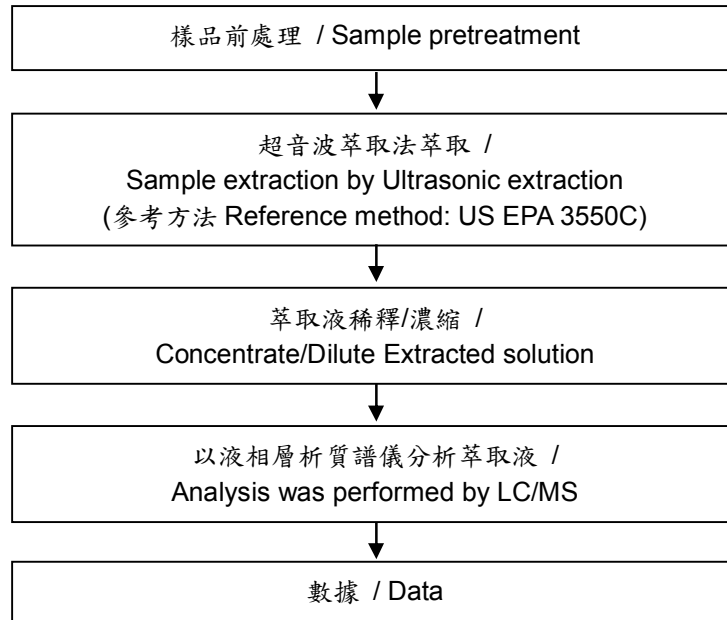 樣品前處理 / Sample pretreatment
超音波萃取法萃取 /
Sample extraction by Ultrasonic extraction
(參考方法 Reference method: US EPA 3550C)
萃取液稀釋/濃縮 /
Concentrate/Dilute Extracted solution
以液相層析質譜儀分析萃取液 /
Analysis was performed by LC/MS
數據 / Data